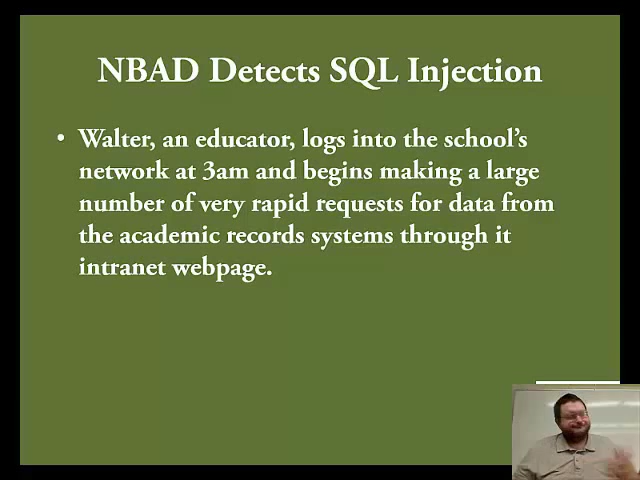 NBAD Detects SQL Injection
• Walter, an educator, logs into the school's
network at 3am and begins making a large
number of very rapid requests for data from
the academic records systems through it
intranet webpage.